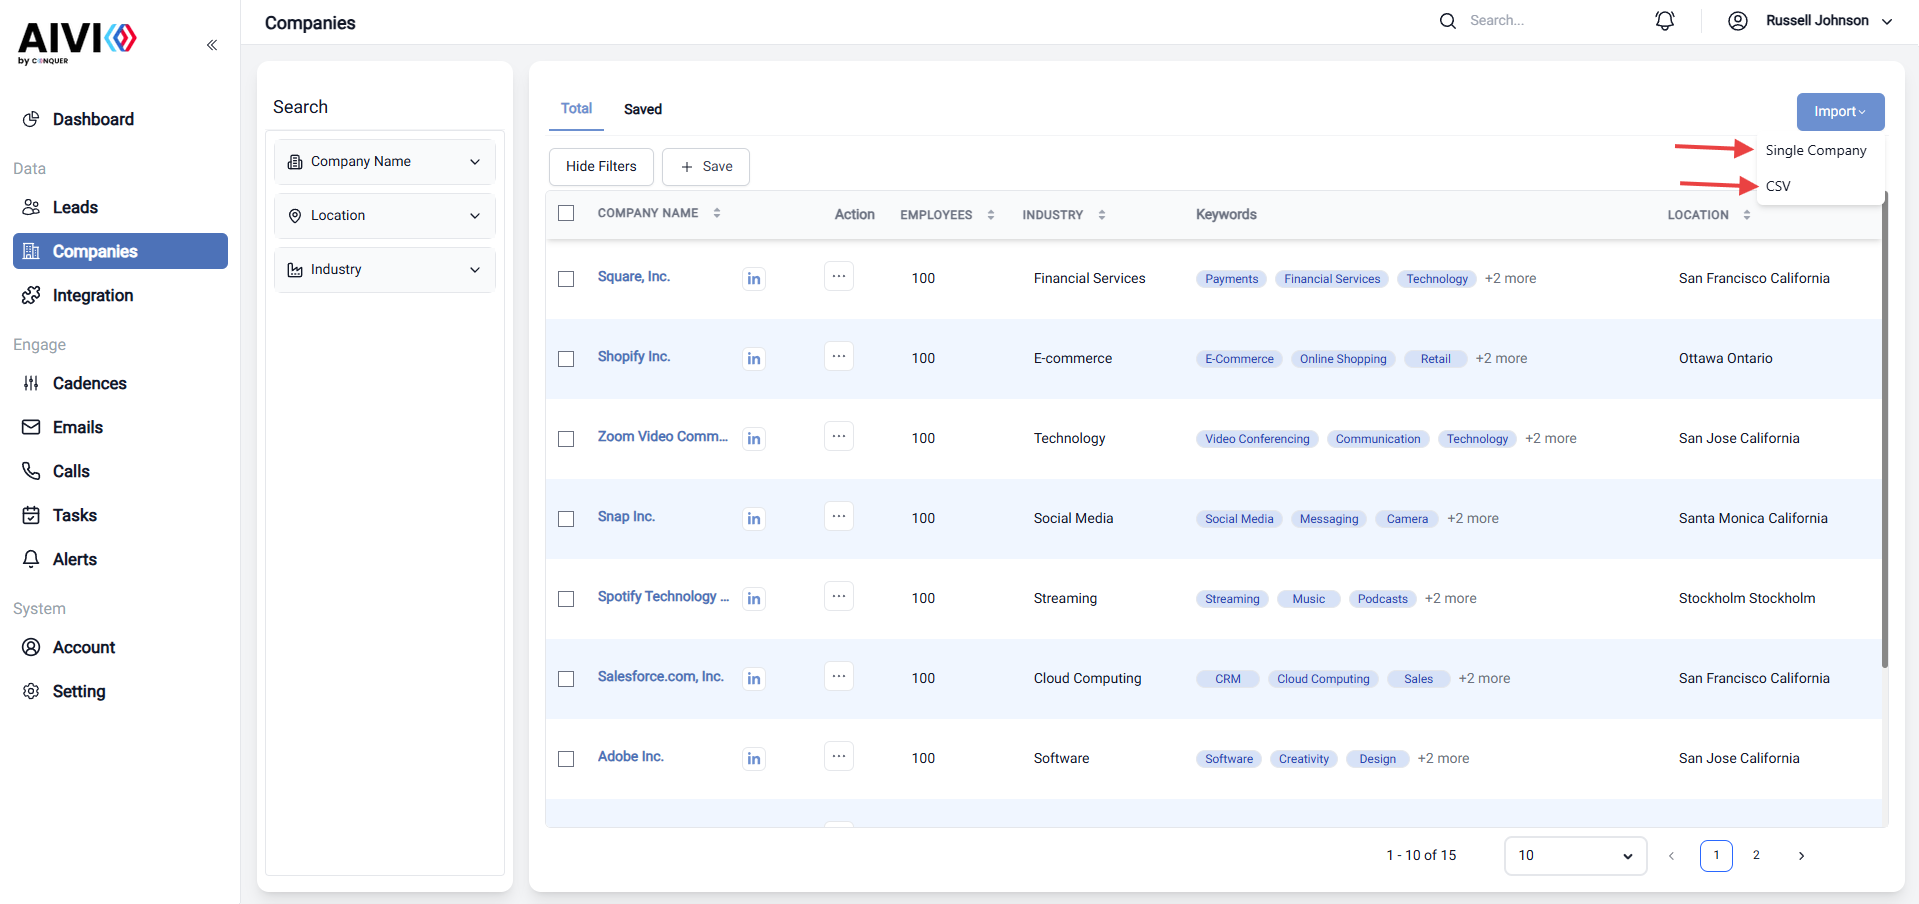 AIVI
by CONQUER
Companies
Search...
Russell Johnson
Dashboard
Data
Leads
Companies
Integration
Engage
Cadences
Emails
Calls
Tasks
Alerts
System
Account
Setting
Search
Company Name
Location
Industry
Total
Saved
Import
Single Company
CSV
Hide Filters
+ Save
COMPANY NAME Action EMPLOYEES INDUSTRY Keywords LOCATION
Square, Inc. in ... 100 Financial Services Payments Financial Services Technology +2 more San Francisco California
Shopify Inc. in ... 100 E-commerce E-Commerce Online Shopping Retail +2 more Ottawa Ontario
Zoom Video Comm... in ... 100 Technology Video Conferencing Communication Technology +2 more San Jose California
Snap Inc. in ... 100 Social Media Social Media Messaging Camera +2 more Santa Monica California
Spotify Technology ... in ... 100 Streaming Streaming Music Podcasts +2 more Stockholm Stockholm
Salesforce.com, Inc. in ... 100 Cloud Computing CRM Cloud Computing Sales +2 more San Francisco California
Adobe Inc. in ... 100 Software Software Creativity Design +2 more San Jose California
1 - 10 of 15 10 1 2